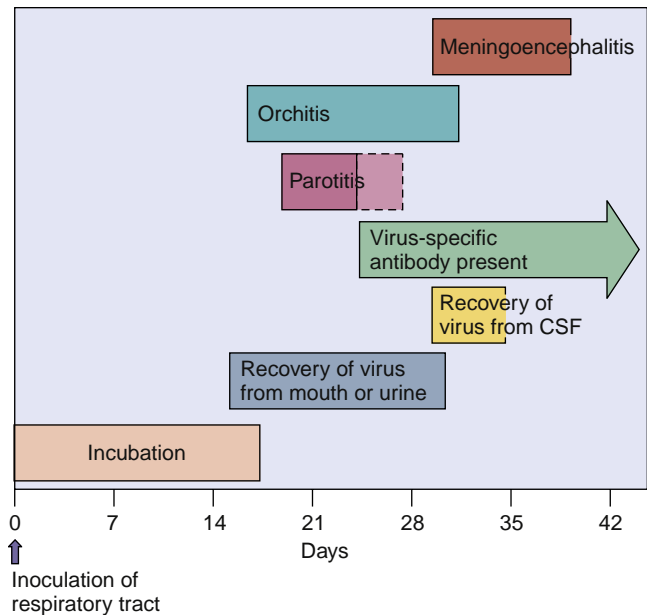 Meningoencephalitis
Orchitis
Parotitis
Virus-specific
antibody present
Recovery of
virus from CSF
Recovery of virus
from mouth or urine
Incubation
0 7 14 21 28 35 42
Days
Inoculation of
respiratory tract